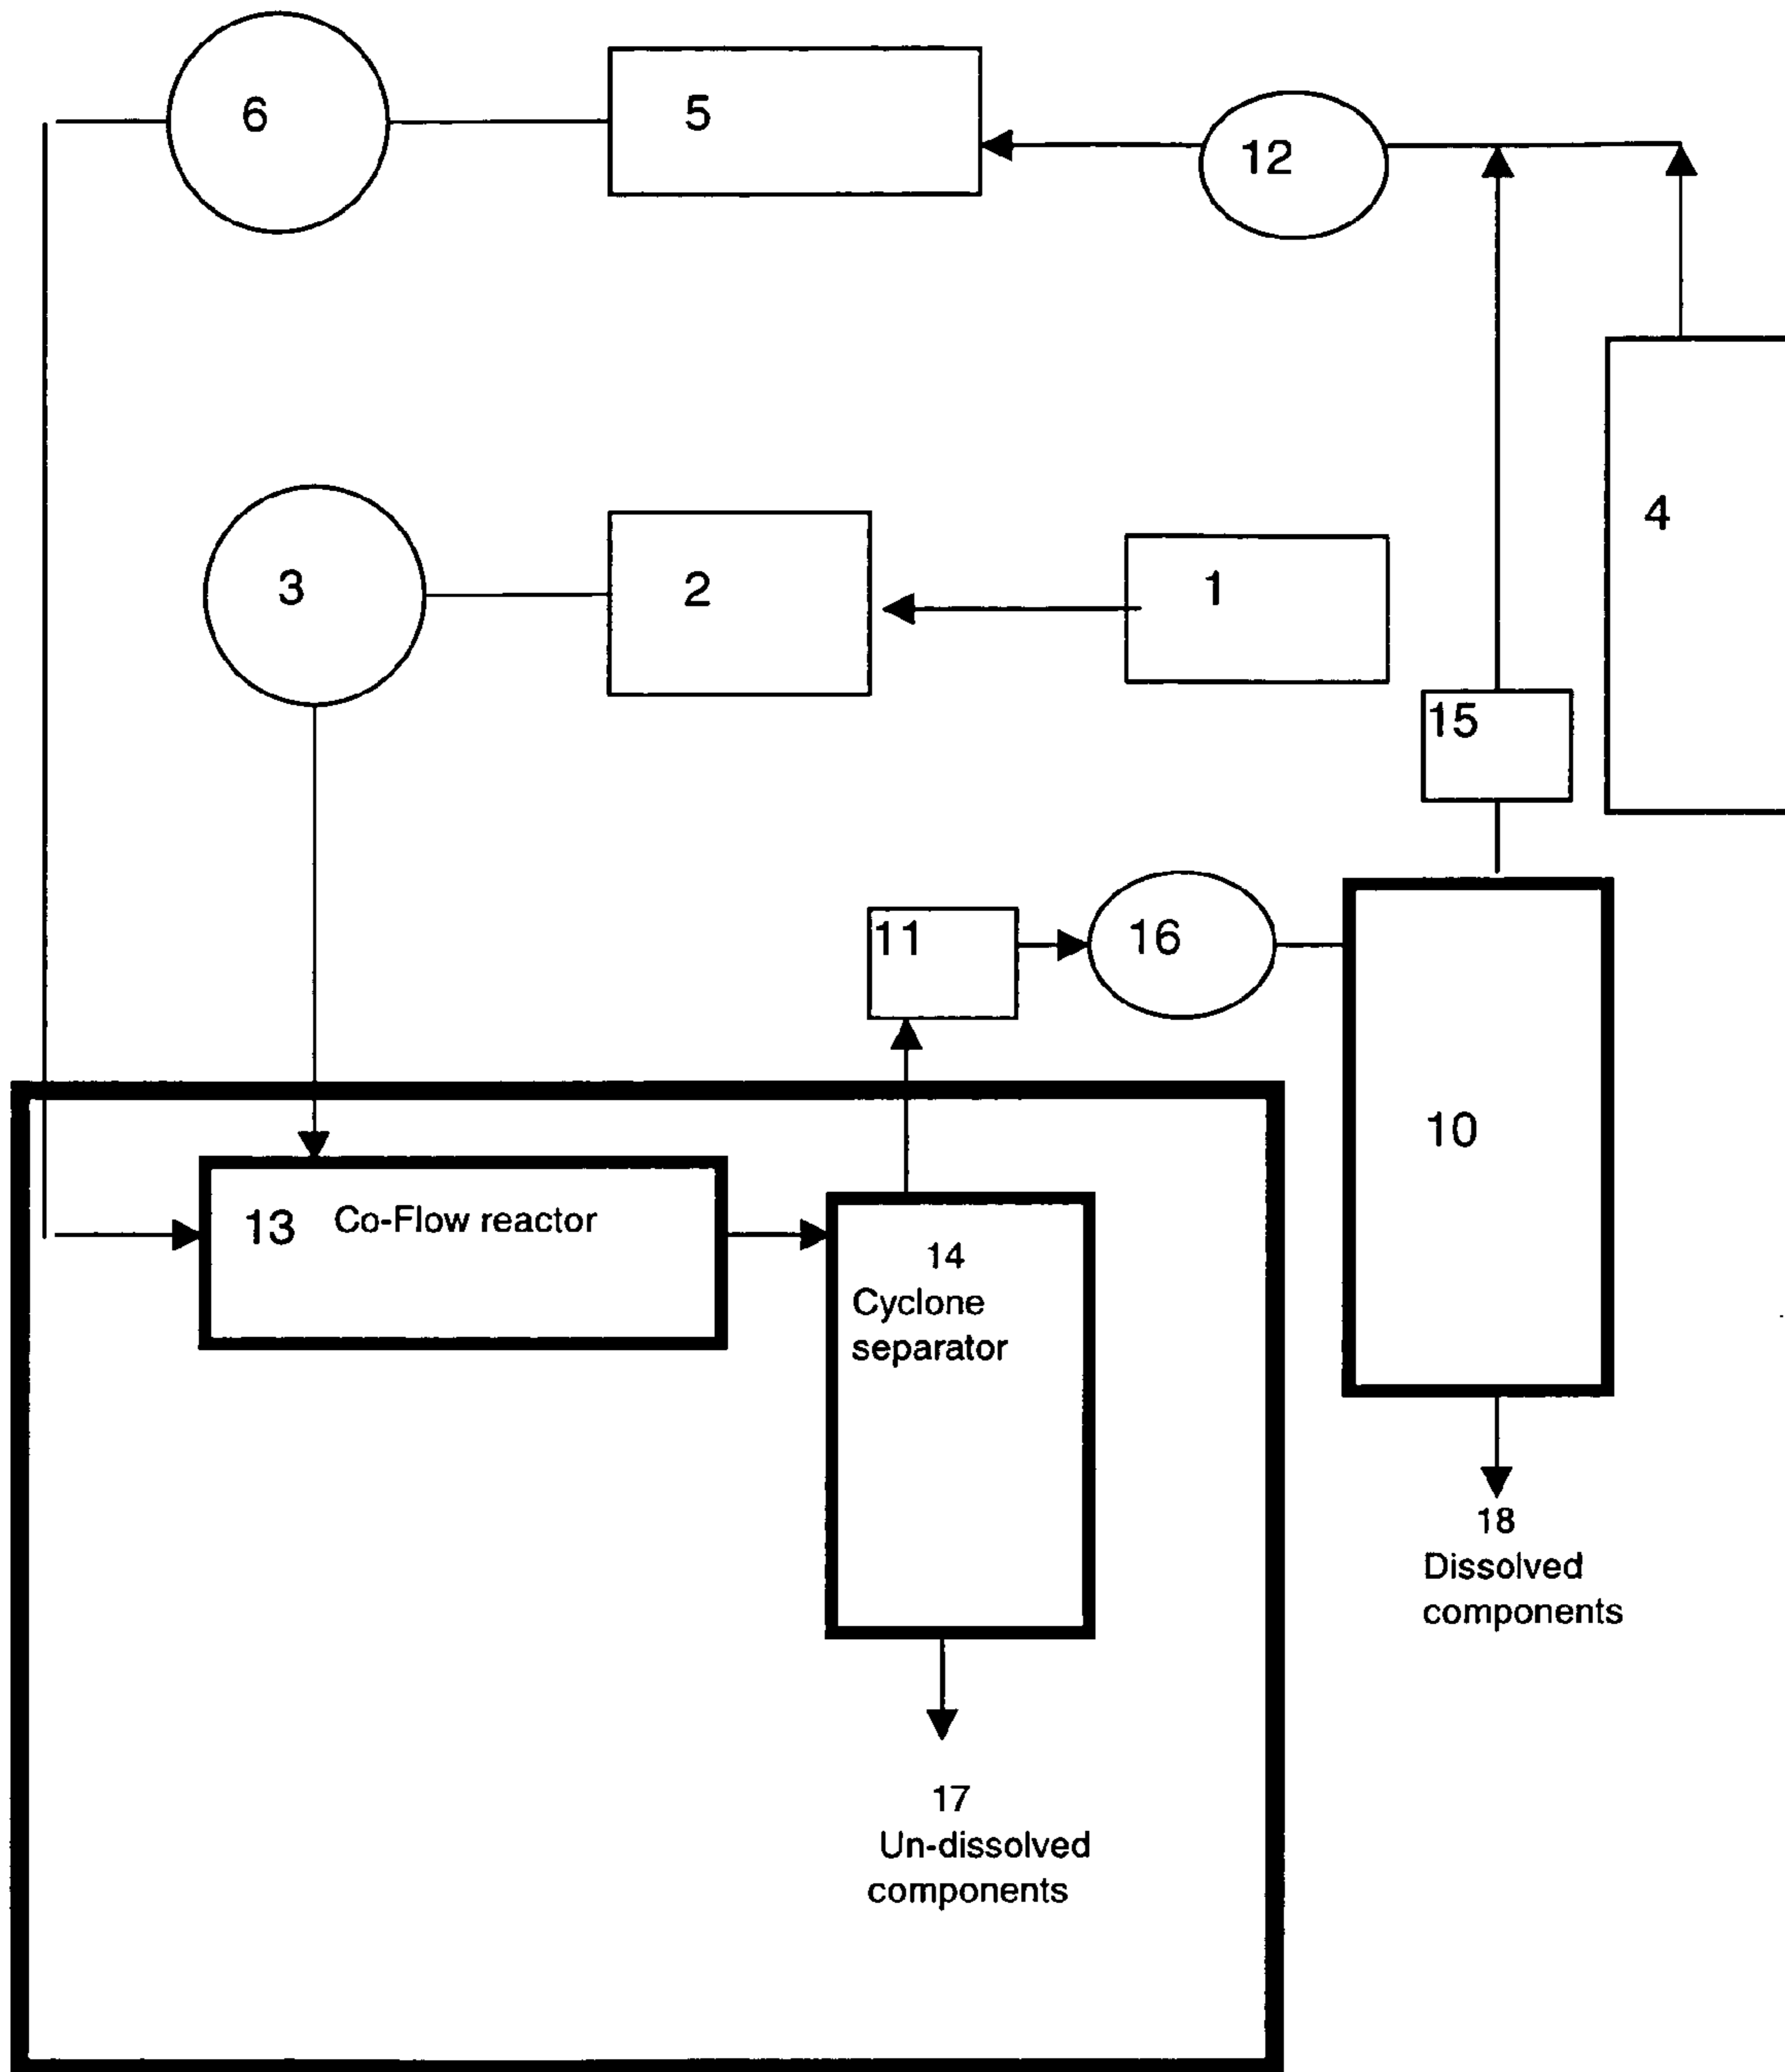 6
5
12
4
3
2
1
15
11
16
10
13 Co-Flow reactor
14
Cyclone
separator
18
Dissolved
components
17
Un-dissolved
components